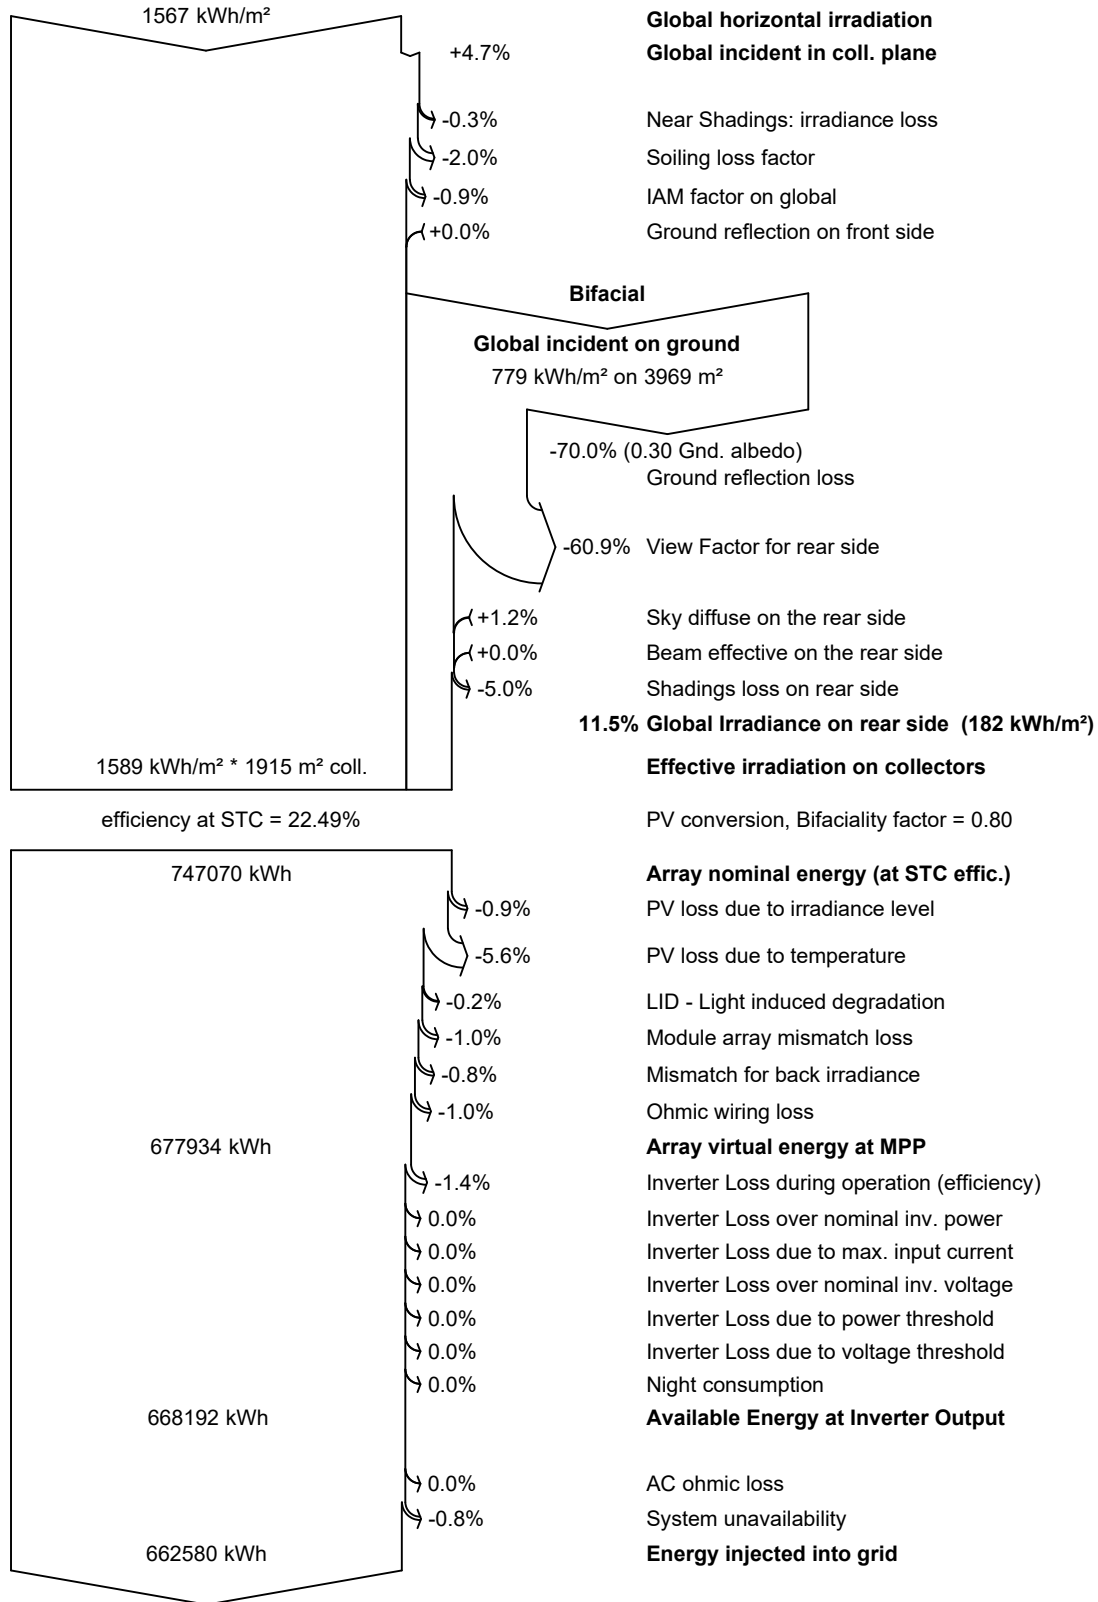 1567 kWh/m² Global horizontal irradiation
+4.7% Global incident in coll. plane
-0.3% Near Shadings: irradiance loss
-2.0% Soiling loss factor
-0.9% IAM factor on global
+0.0% Ground reflection on front side
Bifacial
Global incident on ground
779 kWh/m² on 3969 m²
-70.0% (0.30 Gnd. albedo)
Ground reflection loss
-60.9% View Factor for rear side
+1.2% Sky diffuse on the rear side
+0.0% Beam effective on the rear side
-5.0% Shadings loss on rear side
11.5% Global Irradiance on rear side (182 kWh/m²)
1589 kWh/m² * 1915 m² coll. Effective irradiation on collectors
efficiency at STC = 22.49% PV conversion, Bifaciality factor = 0.80
747070 kWh Array nominal energy (at STC effic.)
-0.9% PV loss due to irradiance level
-5.6% PV loss due to temperature
-0.2% LID - Light induced degradation
-1.0% Module array mismatch loss
-0.8% Mismatch for back irradiance
-1.0% Ohmic wiring loss
677934 kWh Array virtual energy at MPP
-1.4% Inverter Loss during operation (efficiency)
0.0% Inverter Loss over nominal inv. power
0.0% Inverter Loss due to max. input current
0.0% Inverter Loss over nominal inv. voltage
0.0% Inverter Loss due to power threshold
0.0% Inverter Loss due to voltage threshold
0.0% Night consumption
668192 kWh Available Energy at Inverter Output
0.0% AC ohmic loss
-0.8% System unavailability
662580 kWh Energy injected into grid